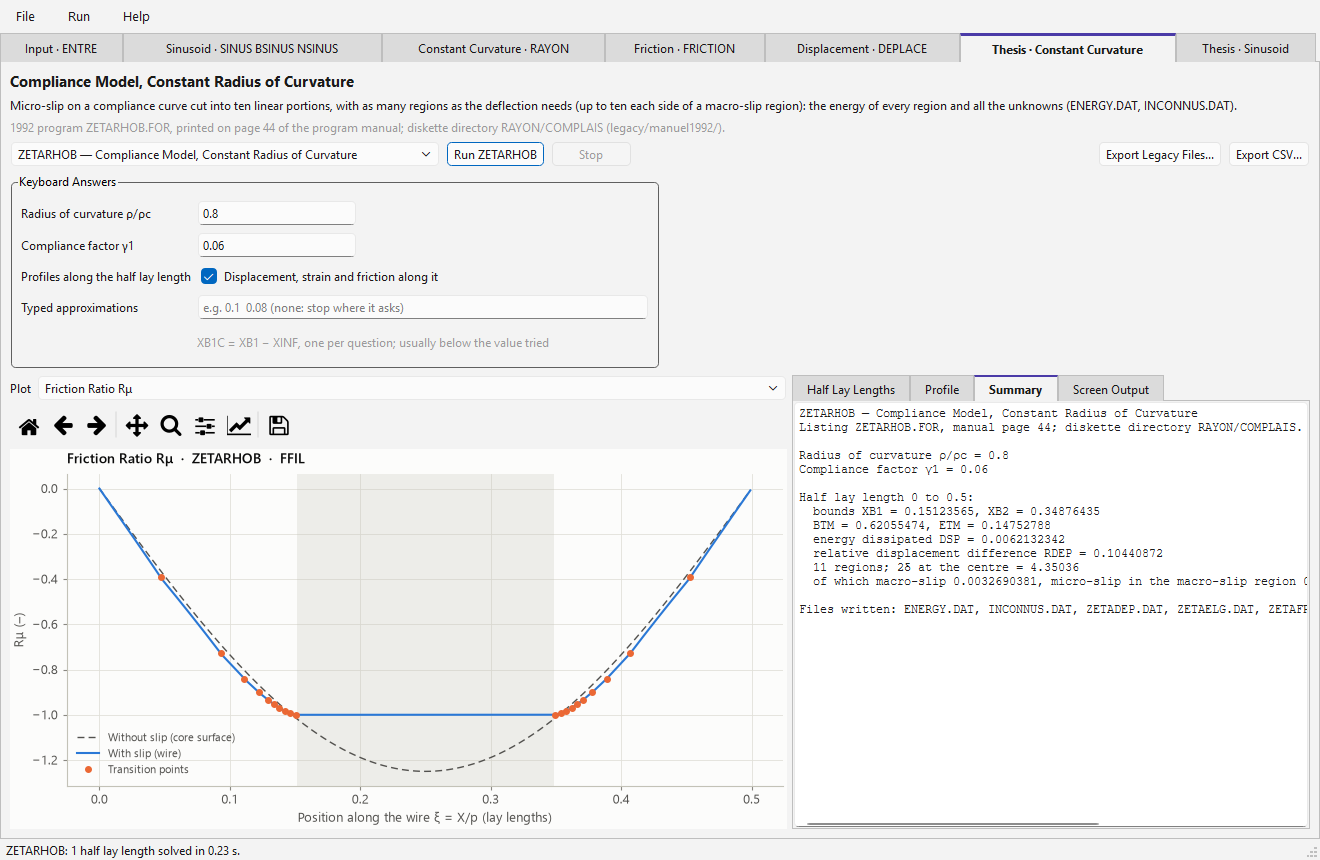 File Run Help
Input · ENTRE Sinusoid · SINUS BSINUS NSINUS Constant Curvature · RAYON Friction · FRICTION Displacement · DEPLACE Thesis · Constant Curvature Thesis · Sinusoid
Compliance Model, Constant Radius of Curvature
Micro-slip on a compliance curve cut into ten linear portions, with as many regions as the deflection needs (up to ten each side of a macro-slip region): the energy of every region and all the unknowns (ENERGY.DAT, INCONNUS.DAT).
1992 program ZETARHOB.FOR, printed on page 44 of the program manual; diskette directory RAYON/COMPLAIS (legacy/manuel1992/).
ZETARHOB — Compliance Model, Constant Radius of Curvature Run ZETARHOB Stop Export Legacy Files... Export CSV...
Keyboard Answers
Radius of curvature ρ/ρc 0.8
Compliance factor γ1 0.06
Profiles along the half lay length Displacement, strain and friction along it
Typed approximations e.g. 0.1 0.08 (none: stop where it asks)
XB1C = XB1 − XINF, one per question; usually below the value tried
Plot Friction Ratio Rμ
Half Lay Lengths Profile Summary Screen Output
Friction Ratio Rμ · ZETARHOB · FFIL
0.0
−0.2
−0.4
−0.6
−0.8
−1.0
−1.2
Rμ (−)
Without slip (core surface)
With slip (wire)
Transition points
0.0 0.1 0.2 0.3 0.4 0.5
Position along the wire ξ = X/p (lay lengths)
ZETARHOB — Compliance Model, Constant Radius of Curvature
Listing ZETARHOB.FOR, manual page 44; diskette directory RAYON/COMPLAIS.
Radius of curvature ρ/ρc = 0.8
Compliance factor γ1 = 0.06
Half lay length 0 to 0.5:
bounds XB1 = 0.15123565, XB2 = 0.34876435
BTM = 0.62055474, ETM = 0.14752788
energy dissipated DSP = 0.0062132342
relative displacement difference RDEP = 0.10440872
11 regions; 2δ at the centre = 4.35036
of which macro-slip 0.0032690381, micro-slip in the macro-slip region
Files written: ENERGY.DAT, INCONNUS.DAT, ZETADEP.DAT, ZETAELG.DAT,
ZETARHOB: 1 half lay length solved in 0.23 s.